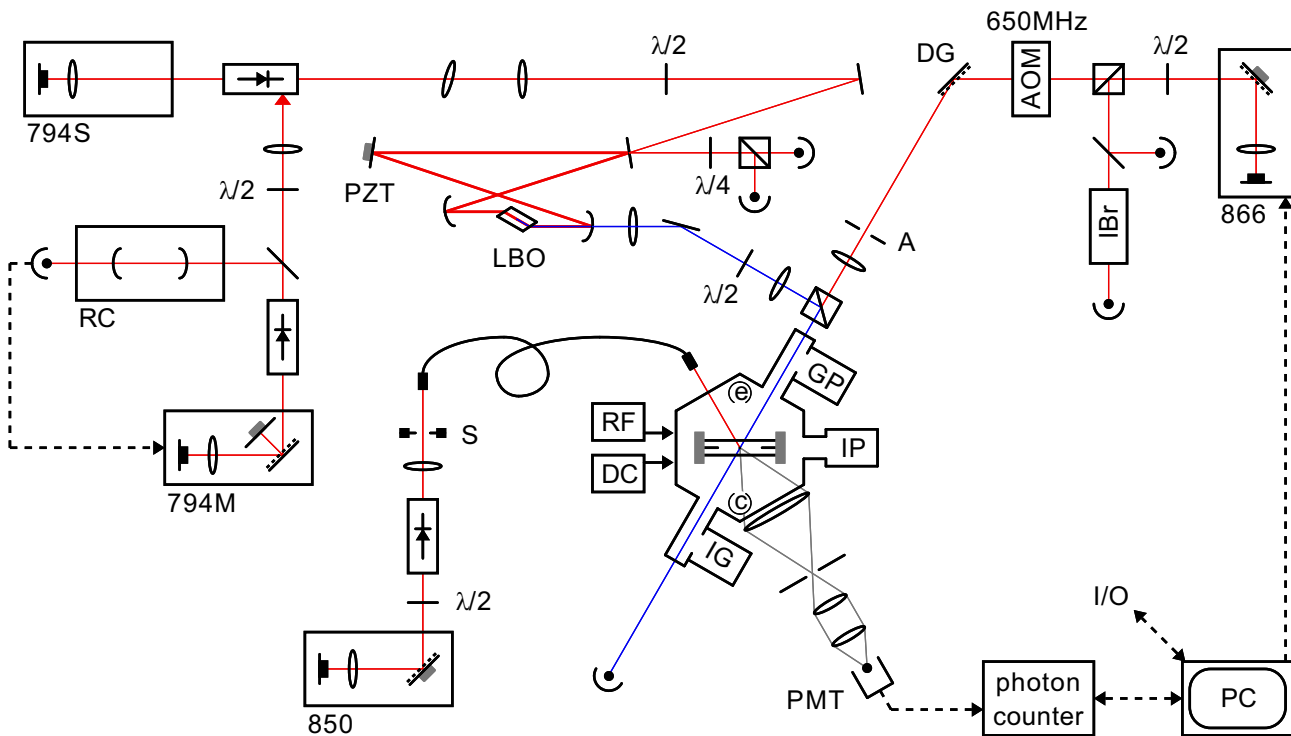 650MHz
λ/2
DG
λ/2
AOM
794S
866
PZT
λ/4
λ/2
IBr
A
LBO
λ/2
RC
GP
e
RF
S
IP
DC
794M
c
IG
λ/2
I/O
850
PMT
photon
counter
PC